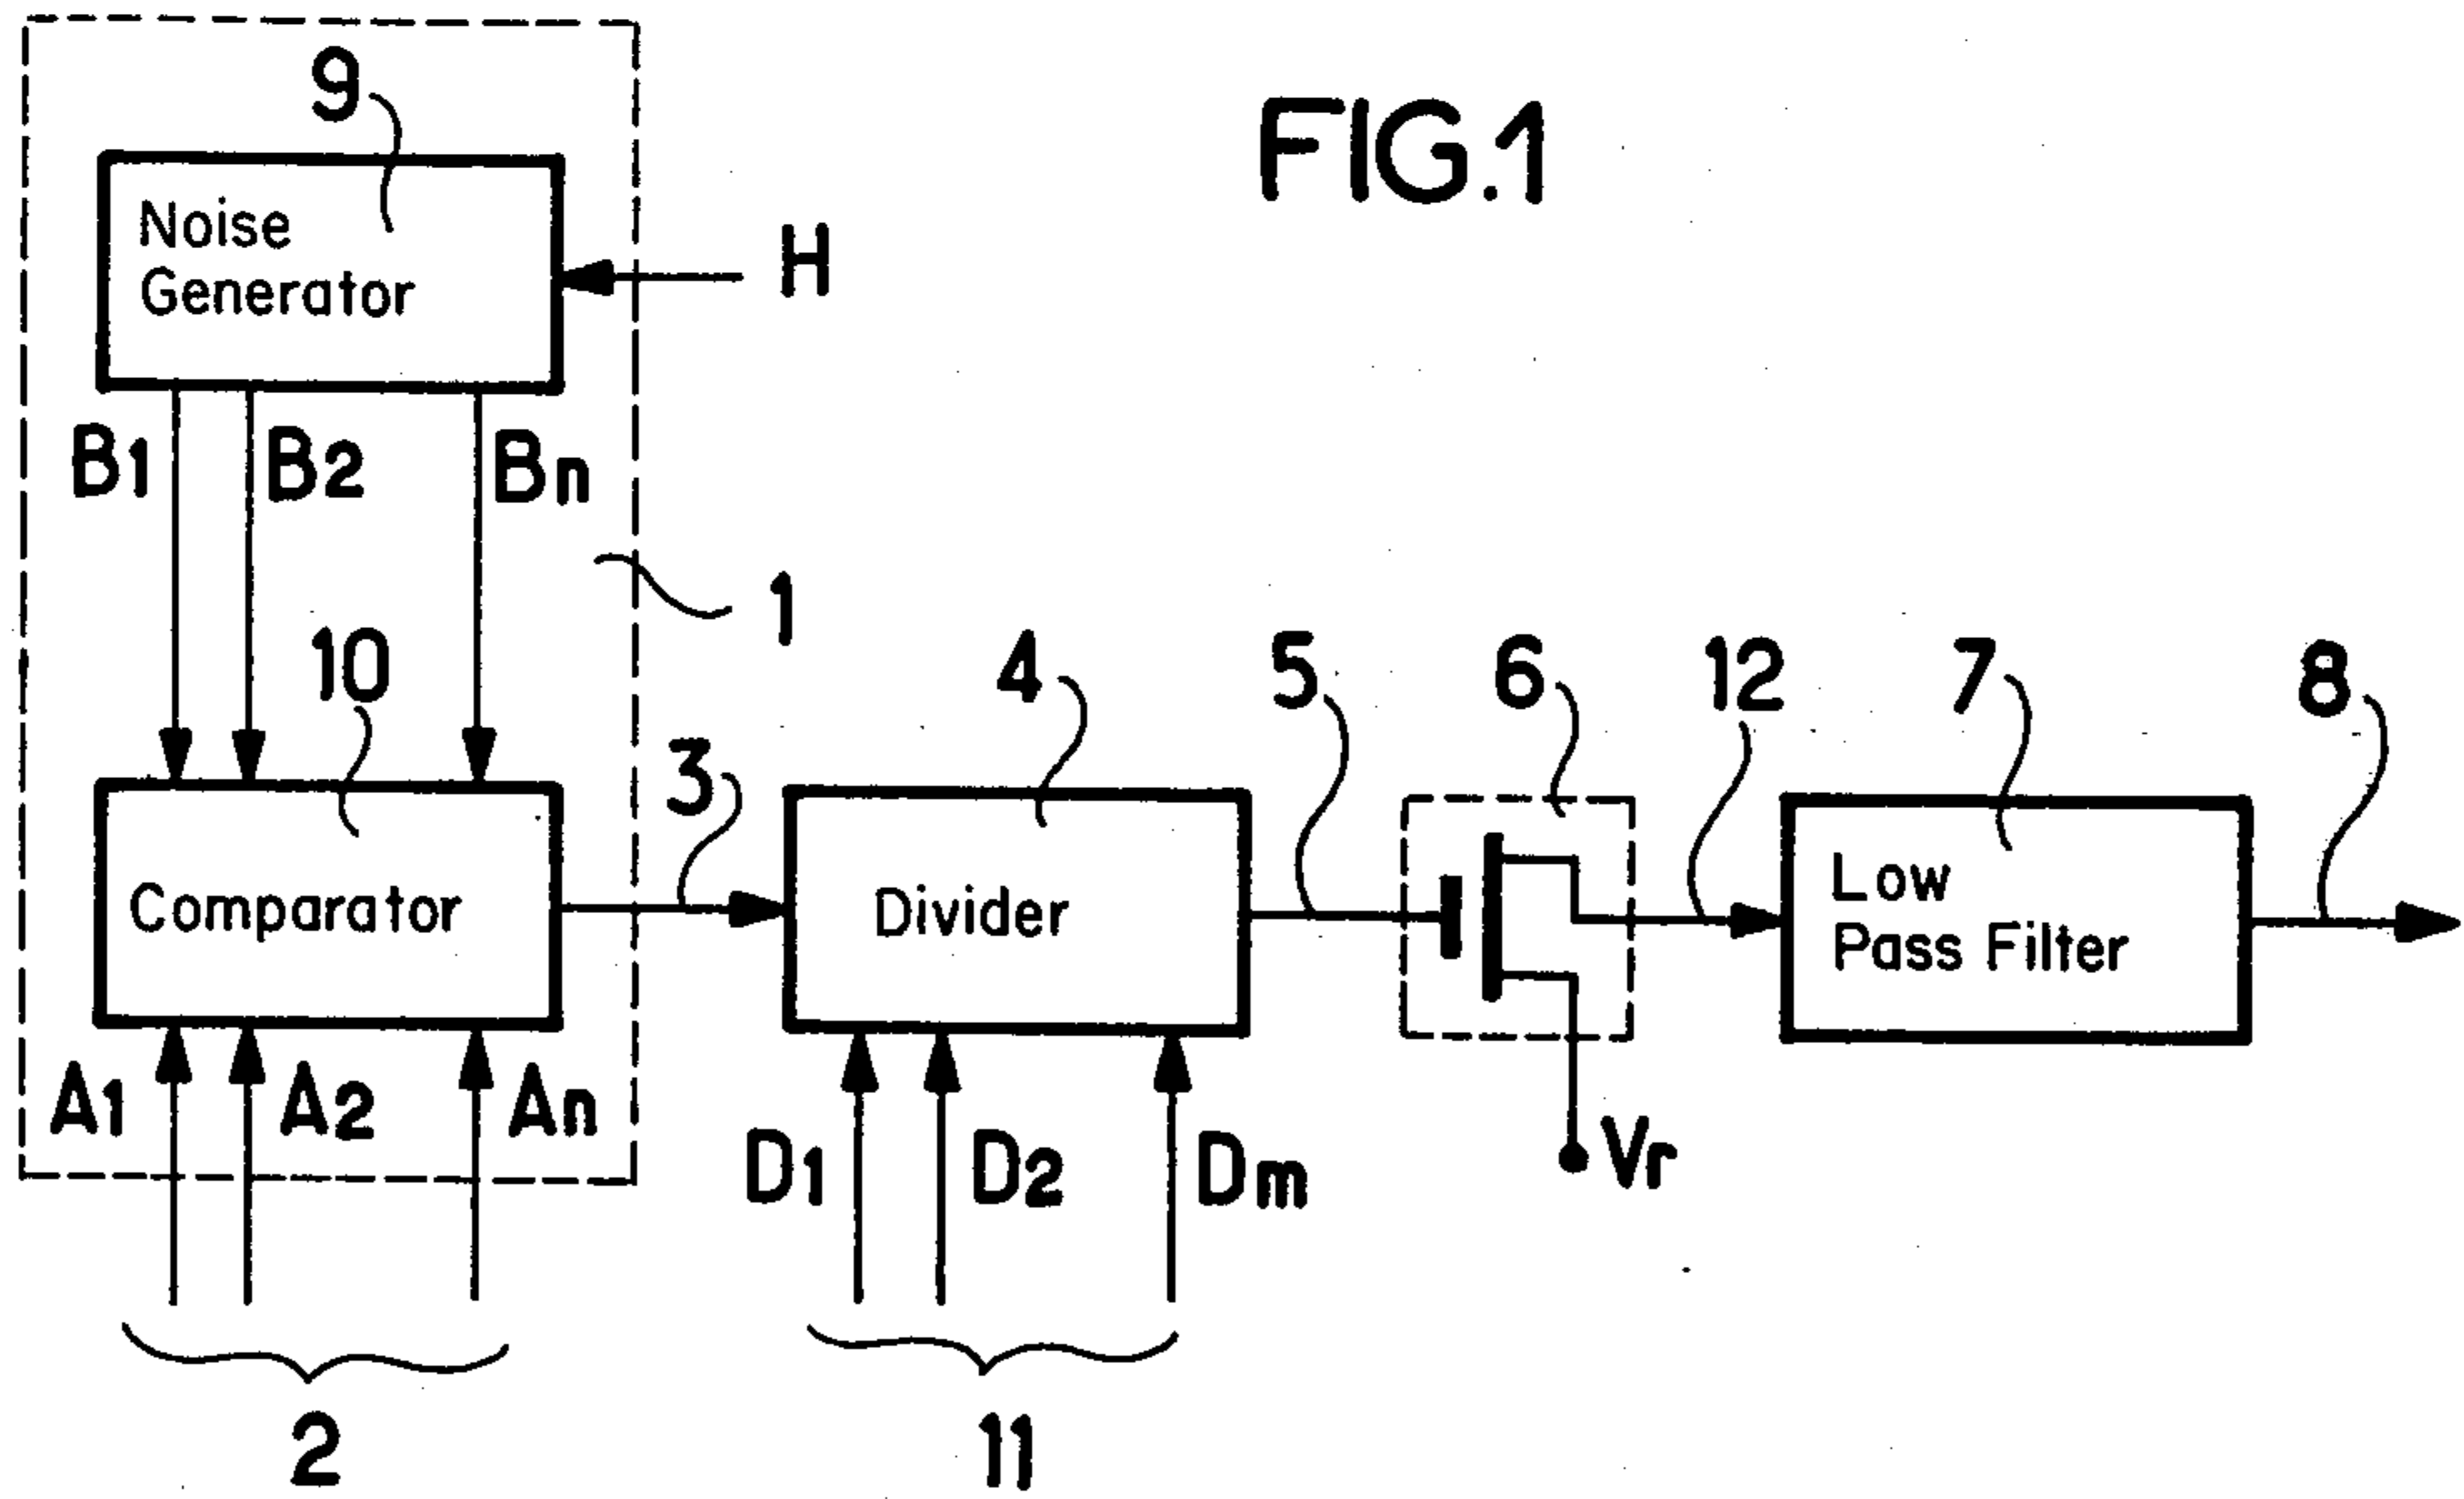 FIG.1
9
Noise
Generator
H
B1
B2
Bn
1
10
3
4
5
6
12
7
8
Comparator
Divider
Low
Pass Filter
A1
A2
An
D1
D2
Dm
Vr
2
11